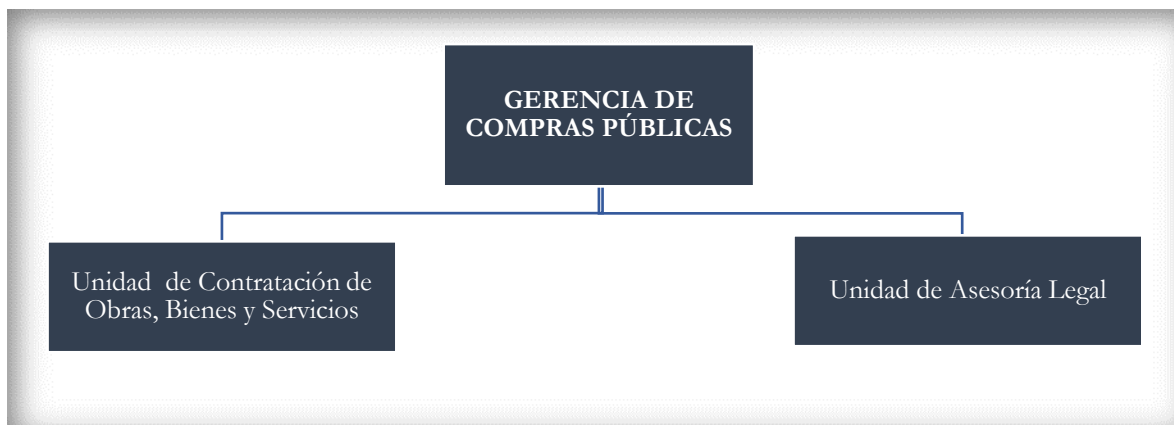 GERENCIA DE
COMPRAS PÚBLICAS
Unidad de Contratación de
Obras, Bienes y Servicios
Unidad de Asesoría Legal